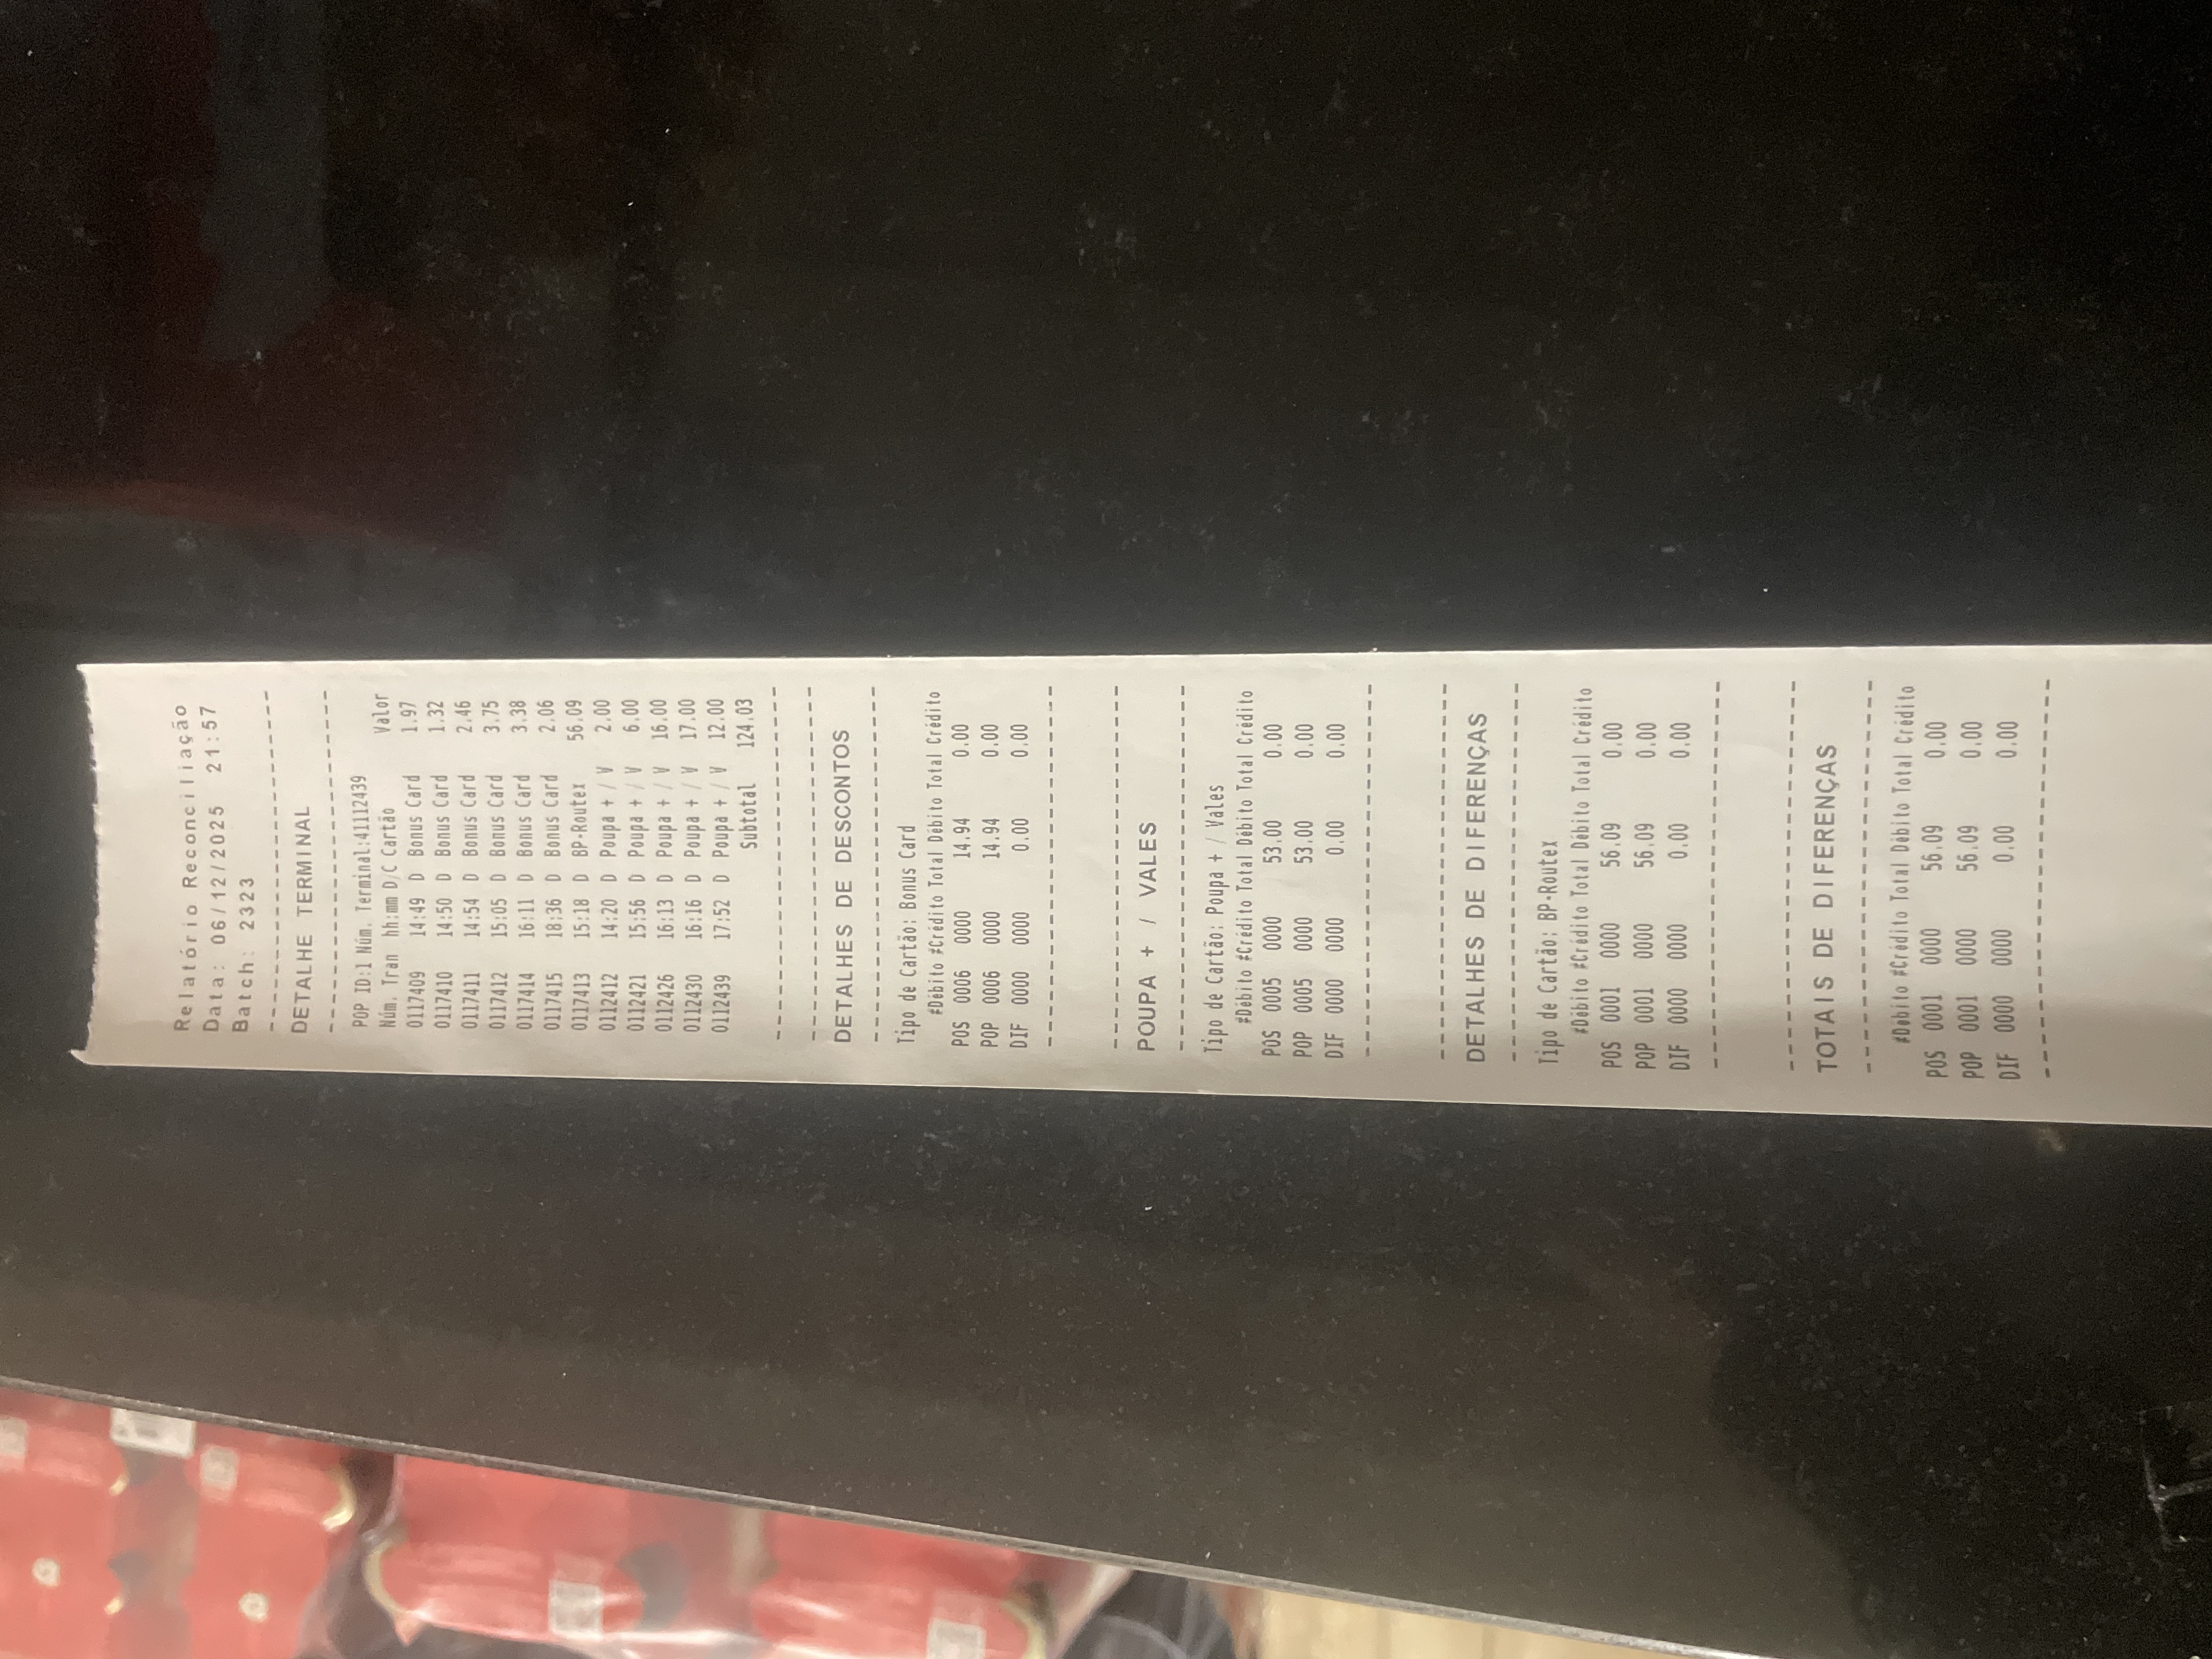 Relatório Reconciliação
Data: 06/12/2025 21:57
Batch: 2323
------------------------
DETALHE TERMINAL
------------------------
POP ID:1 Núm. Terminal:41112439
Núm. Tran hh:mm D/C Cartão Valor
0117409 14:49 D Bonus Card 1.97
0117410 14:50 D Bonus Card 1.32
0117411 14:54 D Bonus Card 2.46
0117412 15:05 D Bonus Card 3.75
0117414 16:11 D Bonus Card 3.38
0117415 18:36 D Bonus Card 2.06
0117413 15:18 D BP-Routex 56.09
0112412 14:20 D Poupa + / V 2.00
0112421 15:56 D Poupa + / V 6.00
0112426 16:13 D Poupa + / V 16.00
0112430 16:16 D Poupa + / V 17.00
0112439 17:52 D Poupa + / V 12.00
Subtotal 124.03
------------------------
------------------------
DETALHES DE DESCONTOS
------------------------
Tipo de Cartão: Bonus Card
#Débito #Crédito Total Débito Total Crédito
POS 0006 0000 14.94 0.00
POP 0006 0000 14.94 0.00
DIF 0000 0000 0.00 0.00
------------------------
------------------------
POUPA + / VALES
------------------------
Tipo de Cartão: Poupa + / Vales
#Débito #Crédito Total Débito Total Crédito
POS 0005 0000 53.00 0.00
POP 0005 0000 53.00 0.00
DIF 0000 0000 0.00 0.00
------------------------
------------------------
DETALHES DE DIFERENÇAS
------------------------
Tipo de Cartão: BP-Routex
#Débito #Crédito Total Débito Total Crédito
POS 0001 0000 56.09 0.00
POP 0001 0000 56.09 0.00
DIF 0000 0000 0.00 0.00
------------------------
------------------------
TOTAIS DE DIFERENÇAS
------------------------
#Débito #Crédito Total Débito Total Crédito
POS 0001 0000 56.09 0.00
POP 0001 0000 56.09 0.00
DIF 0000 0000 0.00 0.00
------------------------